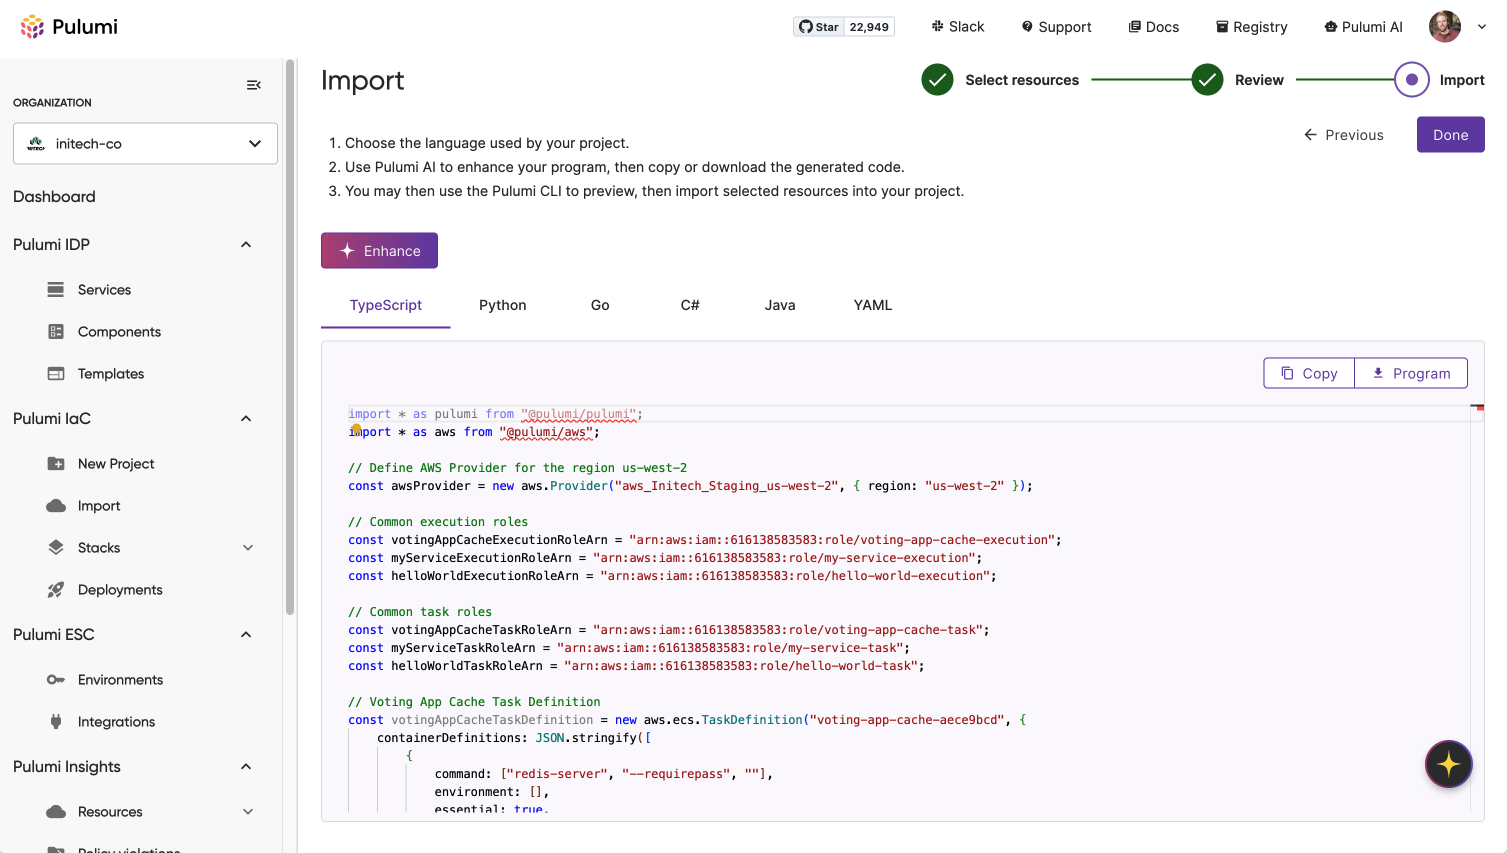 Pulumi
Star 22,949
Slack
Support
Docs
Registry
Pulumi AI
ORGANIZATION
initech-co
Dashboard
Pulumi IDP
Services
Components
Templates
Pulumi IaC
New Project
Import
Stacks
Deployments
Pulumi ESC
Environments
Integrations
Pulumi Insights
Resources
Policy violations
Import
Select resources
Review
Import
1. Choose the language used by your project.
2. Use Pulumi AI to enhance your program, then copy or download the generated code.
3. You may then use the Pulumi CLI to preview, then import selected resources into your project.
Previous
Done
Enhance
TypeScript
Python
Go
C#
Java
YAML
Copy
Program
import * as pulumi from "@pulumi/pulumi";
import * as aws from "@pulumi/aws";
// Define AWS Provider for the region us-west-2
const awsProvider = new aws.Provider("aws_Initech_Staging_us-west-2", { region: "us-west-2" });
// Common execution roles
const votingAppCacheExecutionRoleArn = "arn:aws:iam::616138583583:role/voting-app-cache-execution";
const myServiceExecutionRoleArn = "arn:aws:iam::616138583583:role/my-service-execution";
const helloWorldExecutionRoleArn = "arn:aws:iam::616138583583:role/hello-world-execution";
// Common task roles
const votingAppCacheTaskRoleArn = "arn:aws:iam::616138583583:role/voting-app-cache-task";
const myServiceTaskRoleArn = "arn:aws:iam::616138583583:role/my-service-task";
const helloWorldTaskRoleArn = "arn:aws:iam::616138583583:role/hello-world-task";
// Voting App Cache Task Definition
const votingAppCacheTaskDefinition = new aws.ecs.TaskDefinition("voting-app-cache-aece9bcd", {
containerDefinitions: JSON.stringify([
{
command: ["redis-server", "--requirepass", ""],
environment: [],
essential: true,